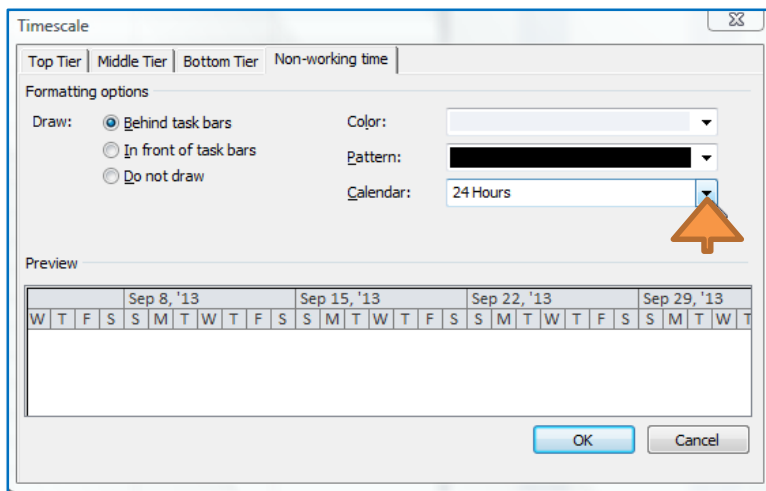 Timescale
Top Tier Middle Tier Bottom Tier Non-working time
Formatting options
Draw: Behind task bars Color:
In front of task bars Pattern:
Do not draw Calendar: 24 Hours
Preview
Sep 8, '13 Sep 15, '13 Sep 22, '13 Sep 29, '13
W T F S S M T W T F S S M T W T F S S M T W T F S S M T W T
OK Cancel